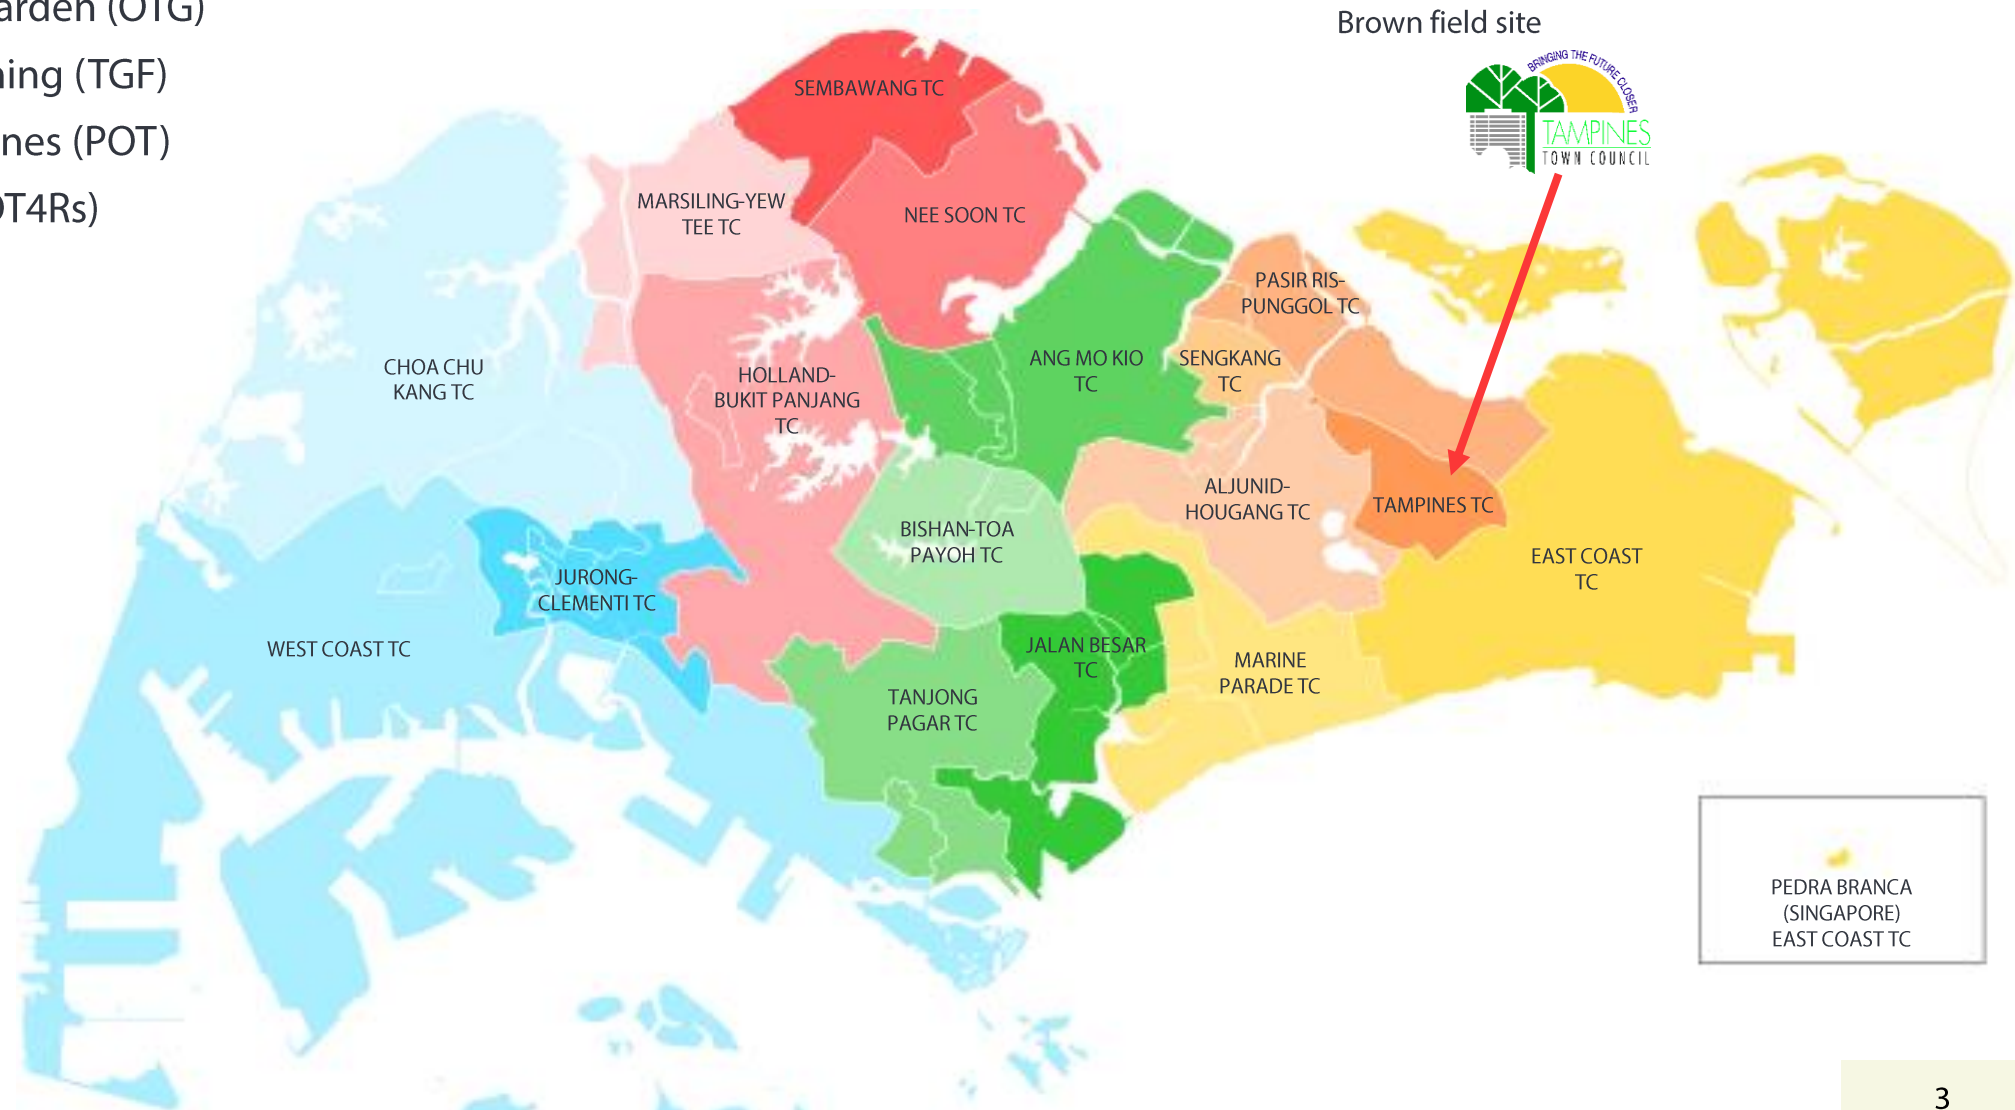 arden (OTG)
ning (TGF)
nes (POT)
OT4Rs)
Brown field site
BRINGING THE FUTURE CLOSER
TAMPINES
TOWN COUNCIL
SEMBAWANG TC
MARSILING-YEW
TEE TC
NEE SOON TC
PASIR RIS-
PUNGGOL TC
CHOA CHU
KANG TC
HOLLAND-
BUKIT PANJANG
TC
ANG MO KIO
TC
SENGKANG
TC
ALJUNID-
HOUGANG TC
TAMPINES TC
BISHAN-TOA
PAYOH TC
EAST COAST
TC
JURONG-
CLEMENTI TC
WEST COAST TC
JALAN BESAR
TC
MARINE
PARADE TC
TANJONG
PAGAR TC
PEDRA BRANCA
(SINGAPORE)
EAST COAST TC
3